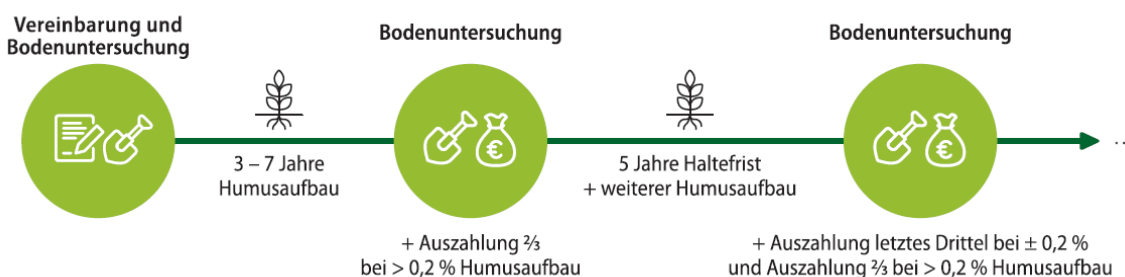 Vereinbarung und
Bodenuntersuchung
Bodenuntersuchung
Bodenuntersuchung
€
€
3 – 7 Jahre
Humusaufbau
5 Jahre Haltefrist
+ weiterer Humusaufbau
...
+ Auszahlung ⅔
bei > 0,2 % Humusaufbau
+ Auszahlung letztes Drittel bei ± 0,2 %
und Auszahlung ⅔ bei > 0,2 % Humusaufbau